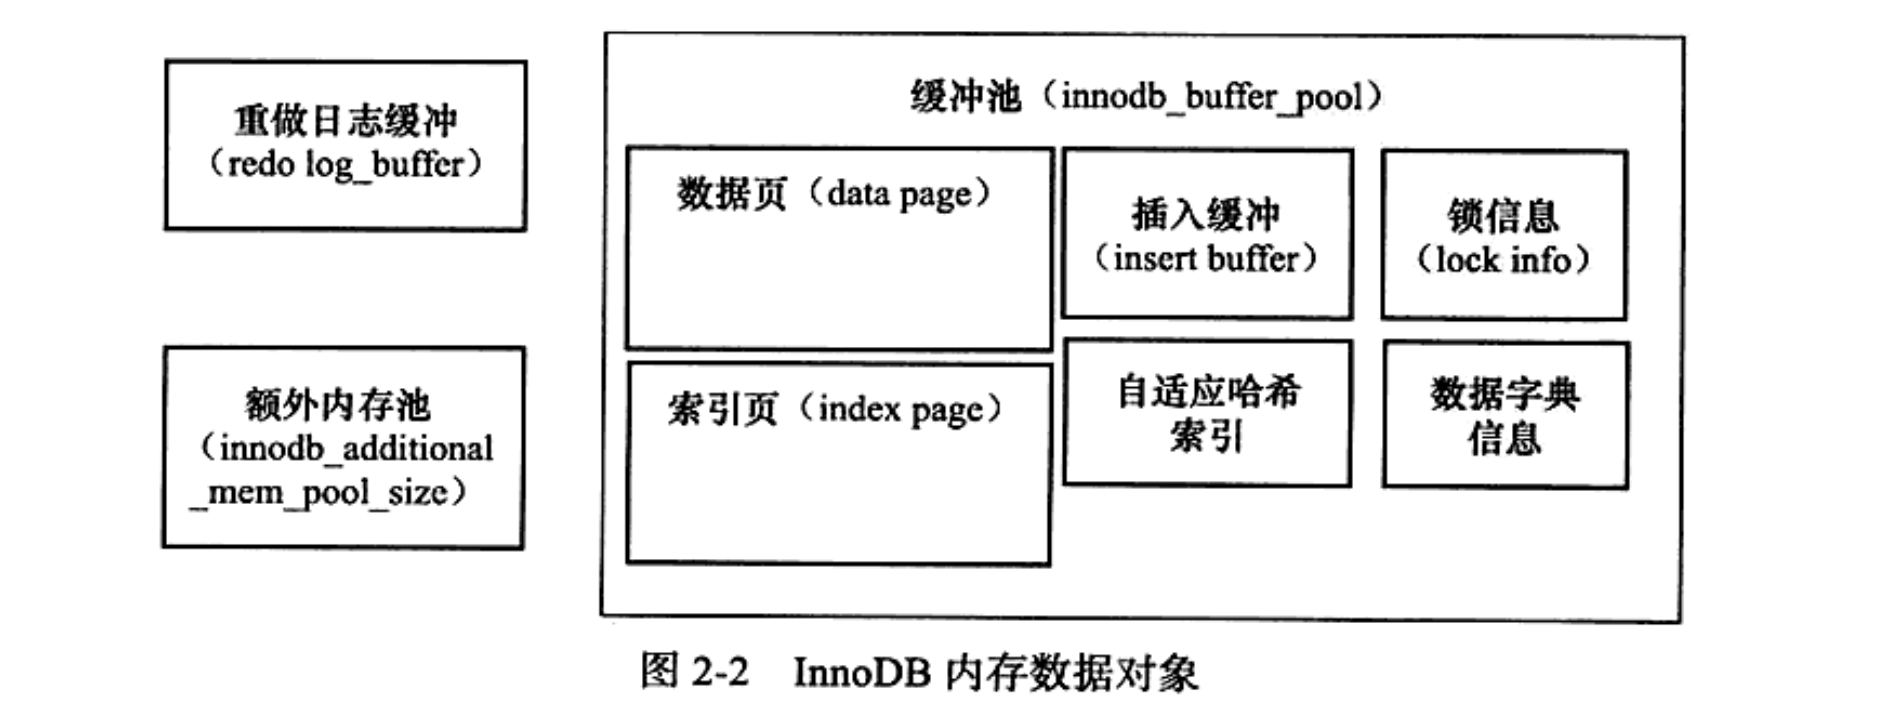 重做日志缓冲
（redo log_buffer）
额外内存池
（innodb_additional
_mem_pool_size）
缓冲池（innodb_buffer_pool）
数据页（data page）
索引页（index page）
插入缓冲
（insert buffer）
自适应哈希
索引
锁信息
（lock info）
数据字典
信息
图 2-2 InnoDB 内存数据对象